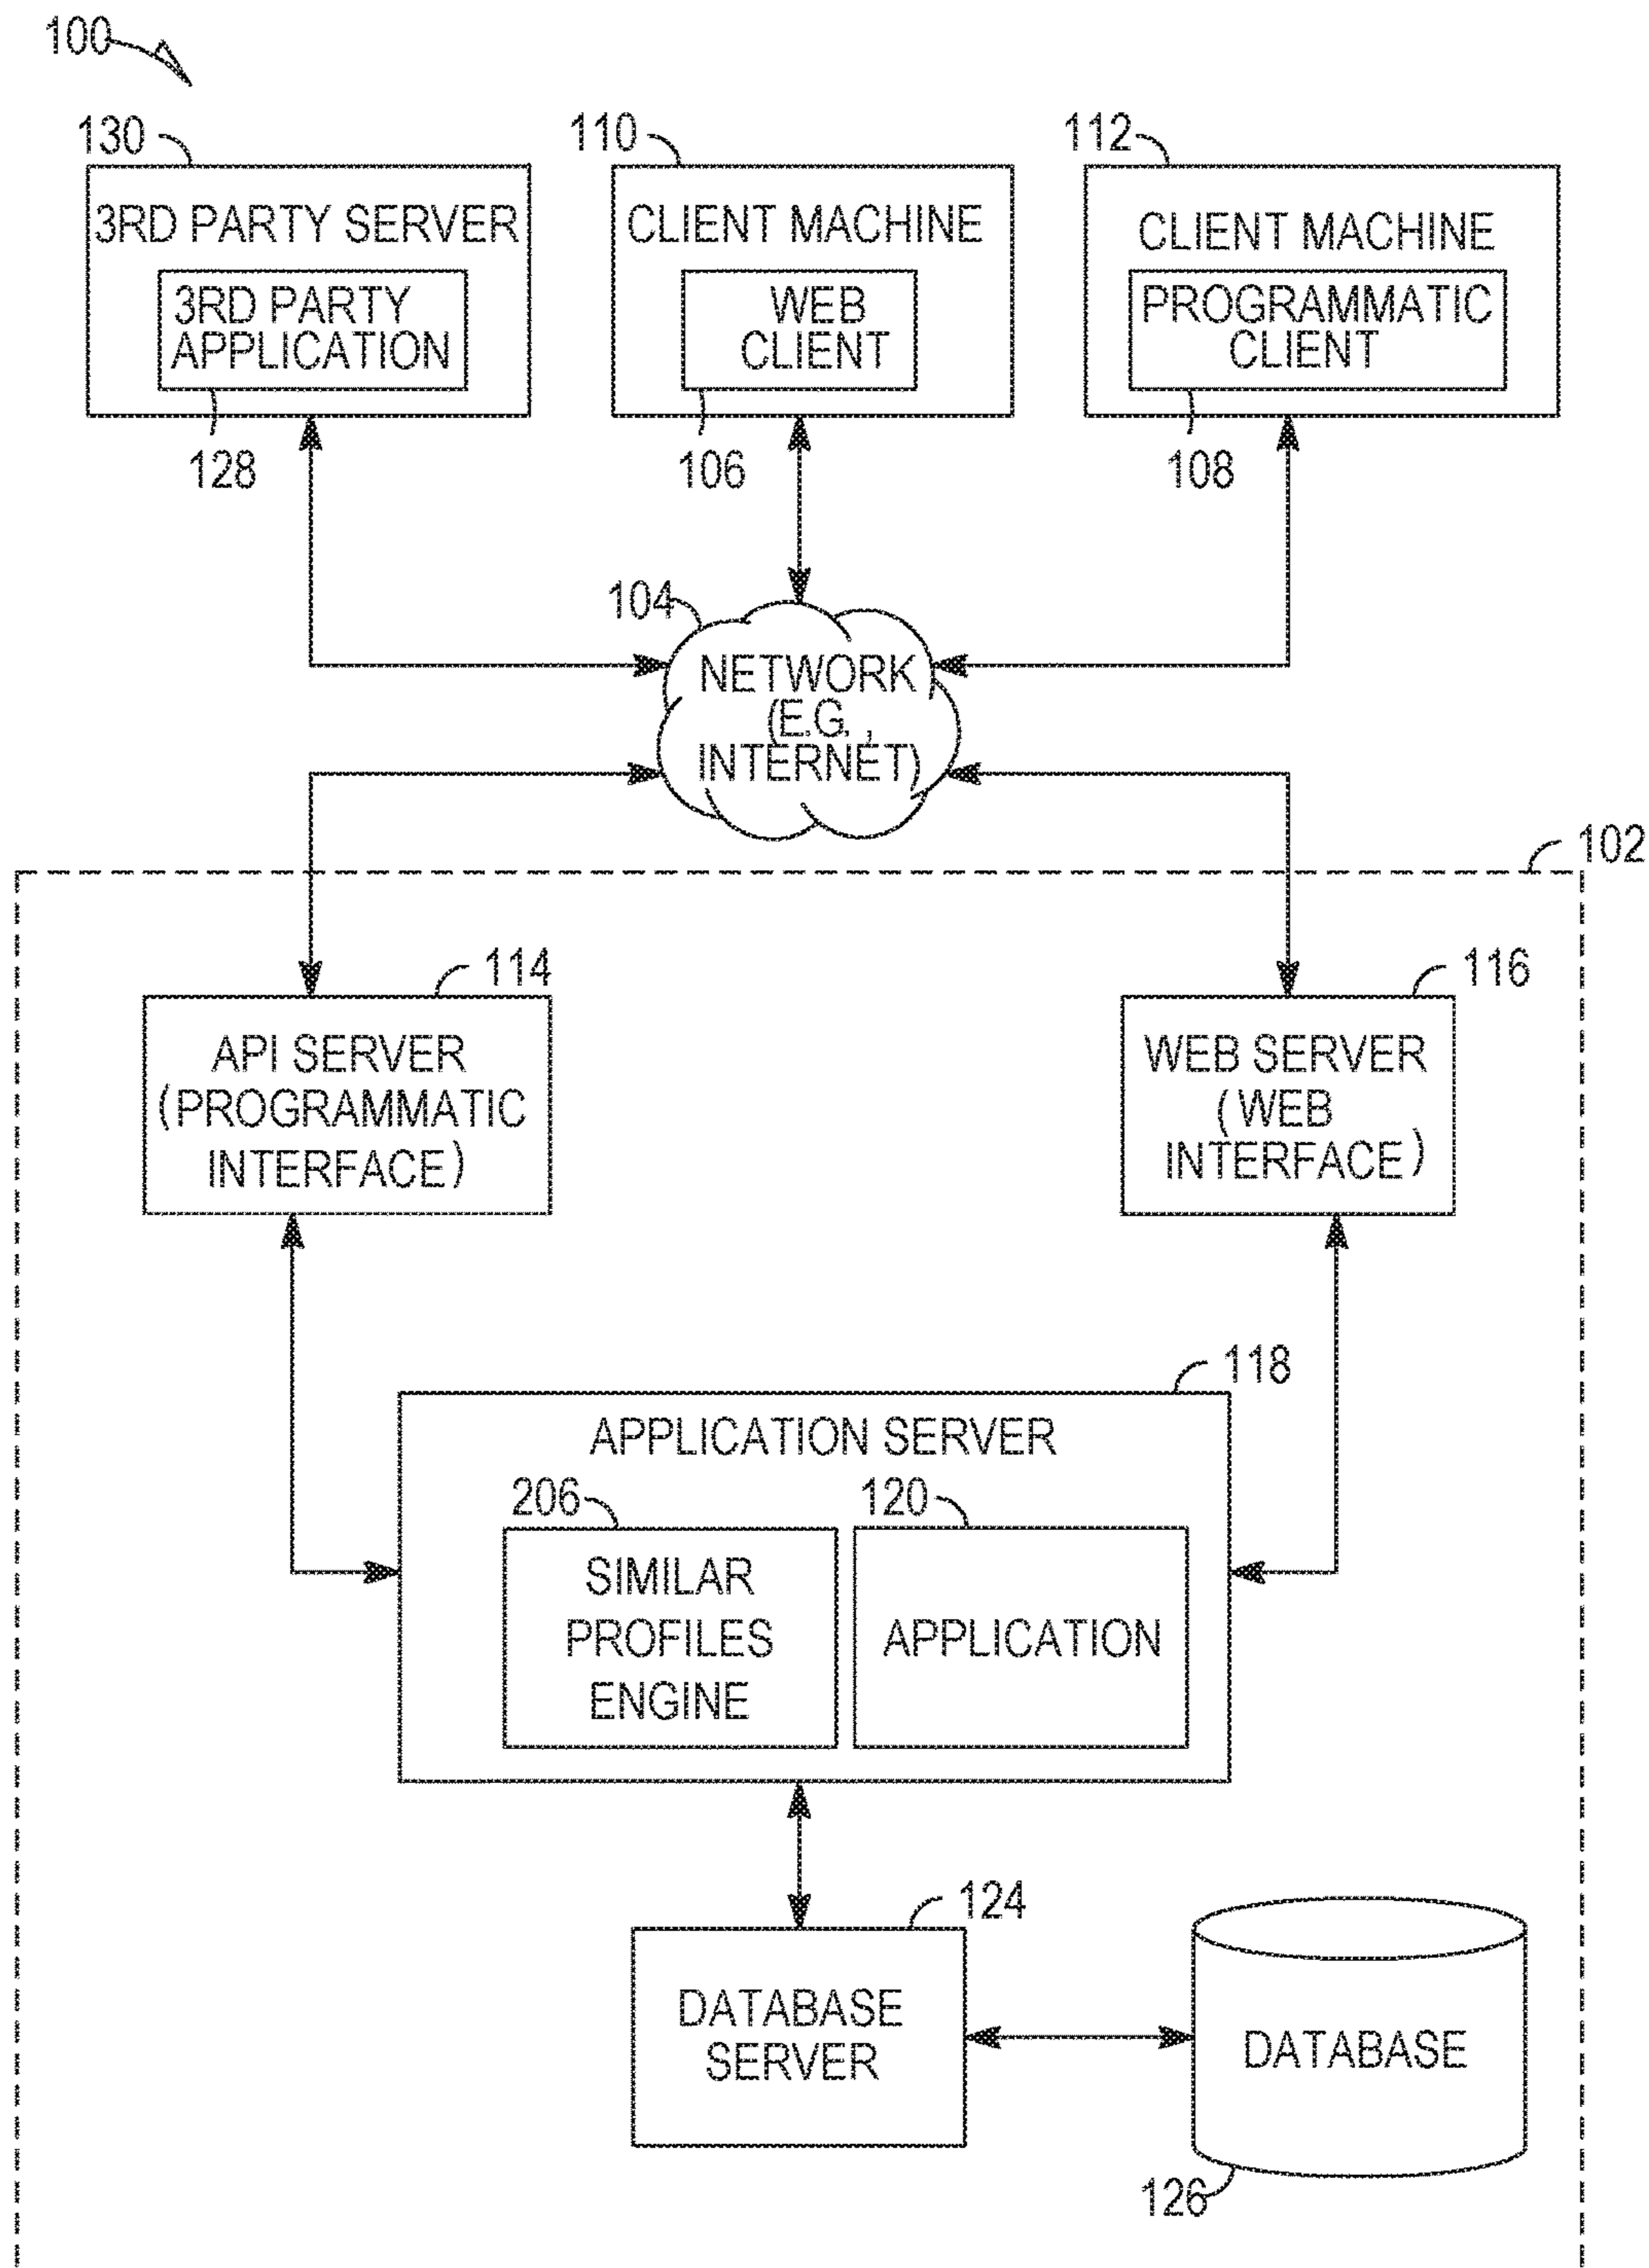 100
130
110
112
3RD PARTY SERVER
CLIENT MACHINE
CLIENT MACHINE
3RD PARTY
APPLICATION
WEB
CLIENT
PROGRAMMATIC
CLIENT
128
106
108
104
NETWORK
(E.G.,
INTERNET)
102
114
116
API SERVER
(PROGRAMMATIC
INTERFACE)
WEB SERVER
(WEB
INTERFACE)
118
APPLICATION SERVER
206
120
SIMILAR
PROFILES
ENGINE
APPLICATION
124
DATABASE
SERVER
DATABASE
126